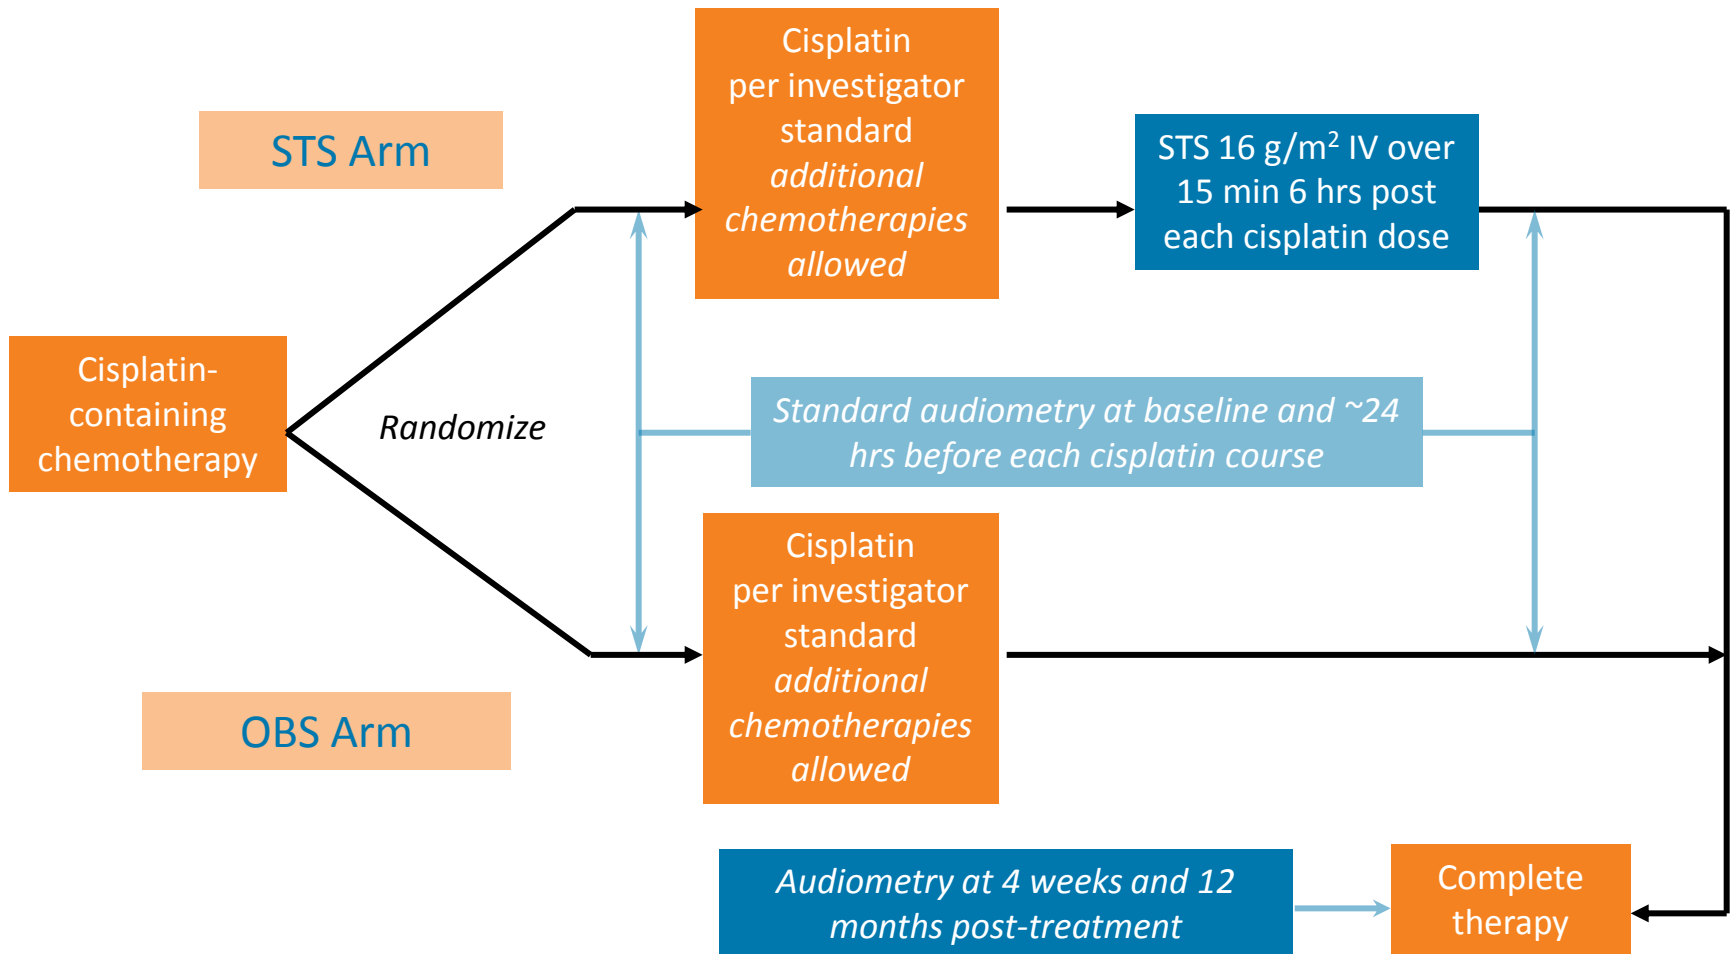 STS Arm
Cisplatin
per investigator
standard
additional
chemotherapies
allowed
STS 16 g/m² IV over
15 min 6 hrs post
each cisplatin dose
Cisplatin-
containing
chemotherapy
Randomize
Standard audiometry at baseline and ~24
hrs before each cisplatin course
OBS Arm
Cisplatin
per investigator
standard
additional
chemotherapies
allowed
Audiometry at 4 weeks and 12
months post-treatment
Complete
therapy